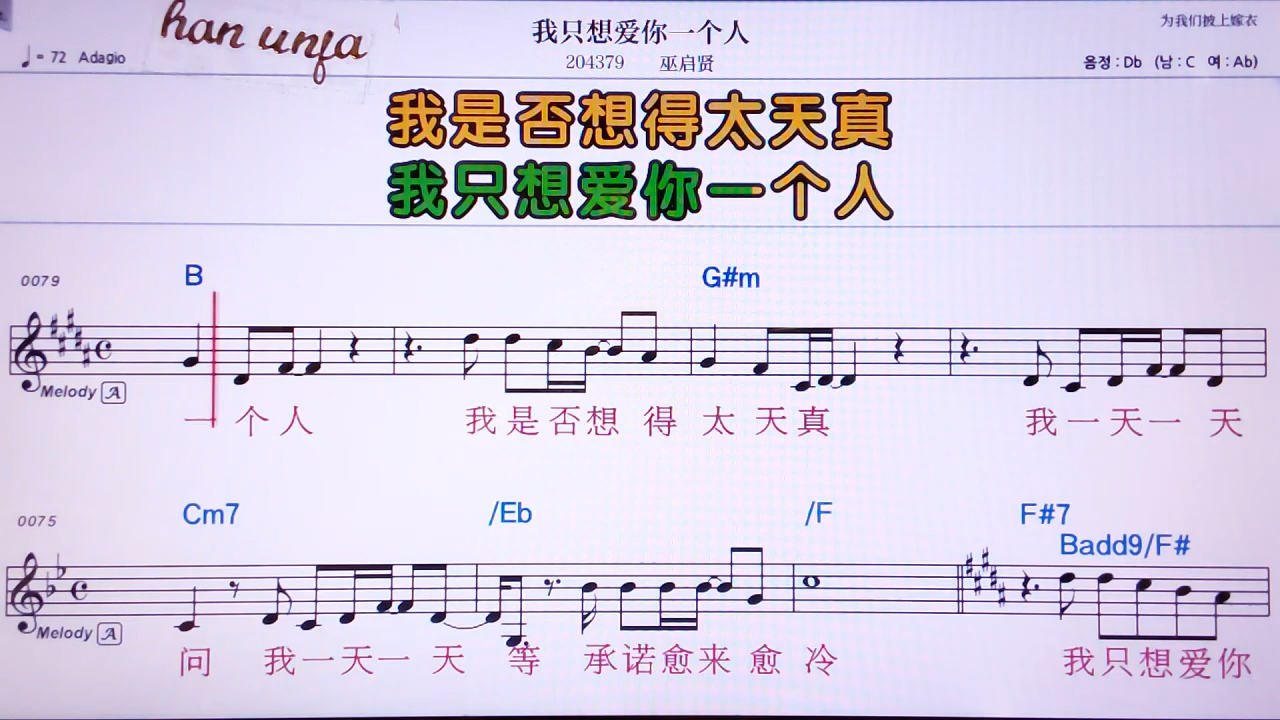 han unfa
我只想爱你一个人
为我们披上嫁衣
♩= 72 Adagio
204379 巫启贤
음정 : Db (남 : C 여 : Ab)
我是否想得太天真
我只想爱你一个人
0079
B G#m
Melody A
一 个 人 我 是 否 想 得 太 天 真 我 一 天 一 天
0075
Cm7 /Eb /F F#7
Badd9/F#
Melody A
问 我 一 天 一 天 等 承 诺 愈 来 愈 冷 我 只 想 爱 你